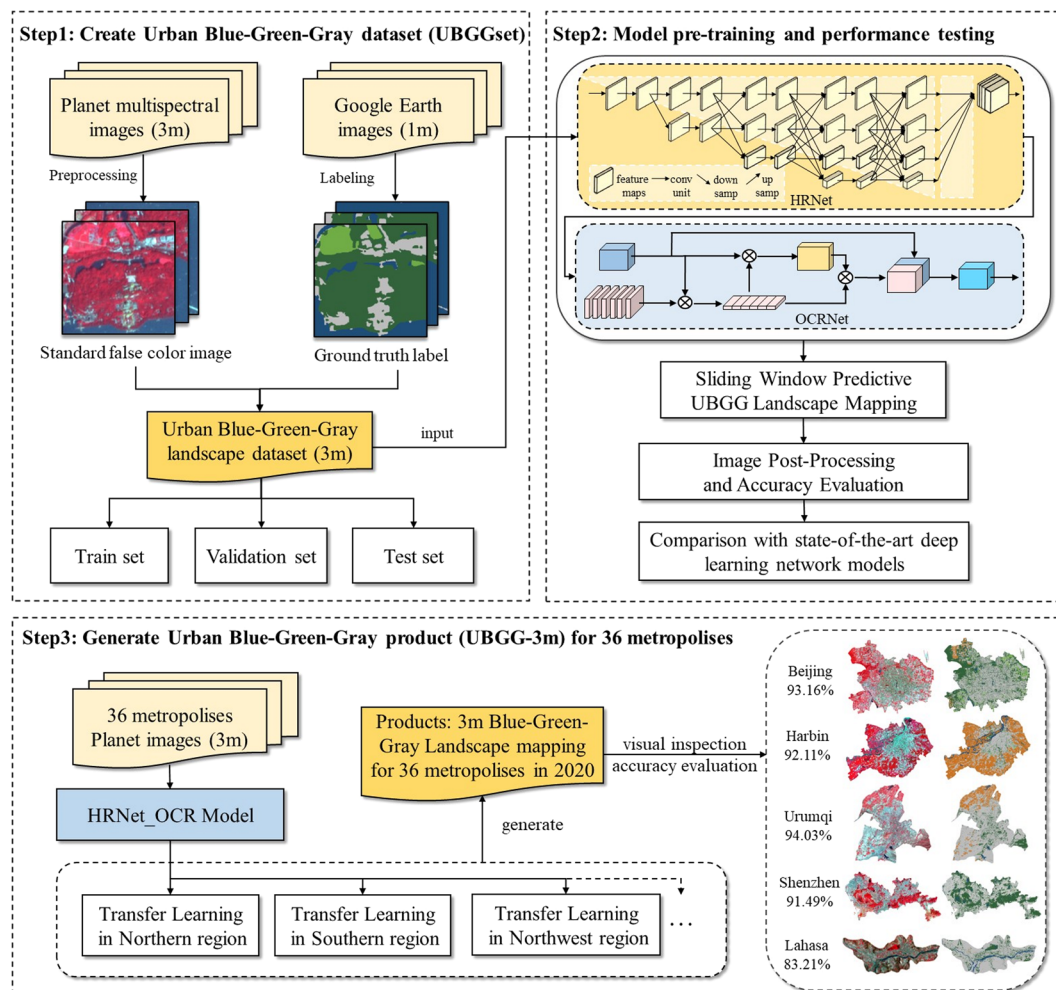 Step1: Create Urban Blue-Green-Gray dataset (UBGGset)
Planet multispectral
images (3m)
Google Earth
images (1m)
Preprocessing
Labeling
Standard false color image
Ground truth label
Urban Blue-Green-Gray
landscape dataset (3m)
input
Train set
Validation set
Test set
Step2: Model pre-training and performance testing
feature
maps
conv
unit
down
samp
up
samp
HRNet
OCRNet
Sliding Window Predictive
UBGG Landscape Mapping
Image Post-Processing
and Accuracy Evaluation
Comparison with state-of-the-art deep
learning network models
Step3: Generate Urban Blue-Green-Gray product (UBGG-3m) for 36 metropolises
36 metropolises
Planet images (3m)
HRNet_OCR Model
Products: 3m Blue-Green-
Gray Landscape mapping
for 36 metropolises in 2020
visual inspection
accuracy evaluation
generate
Transfer Learning
in Northern region
Transfer Learning
in Southern region
Transfer Learning
in Northwest region
...
Beijing
93.16%
Harbin
92.11%
Urumqi
94.03%
Shenzhen
91.49%
Lahasa
83.21%